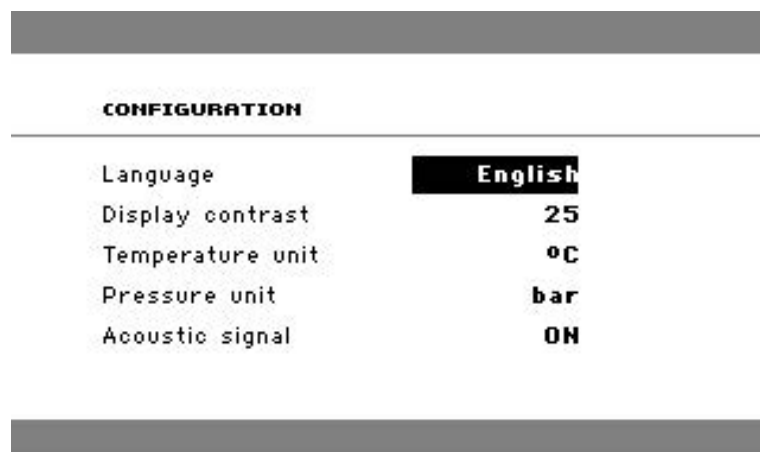 CONFIGURATION
Language English
Display contrast 25
Temperature unit ºC
Pressure unit bar
Acoustic signal ON